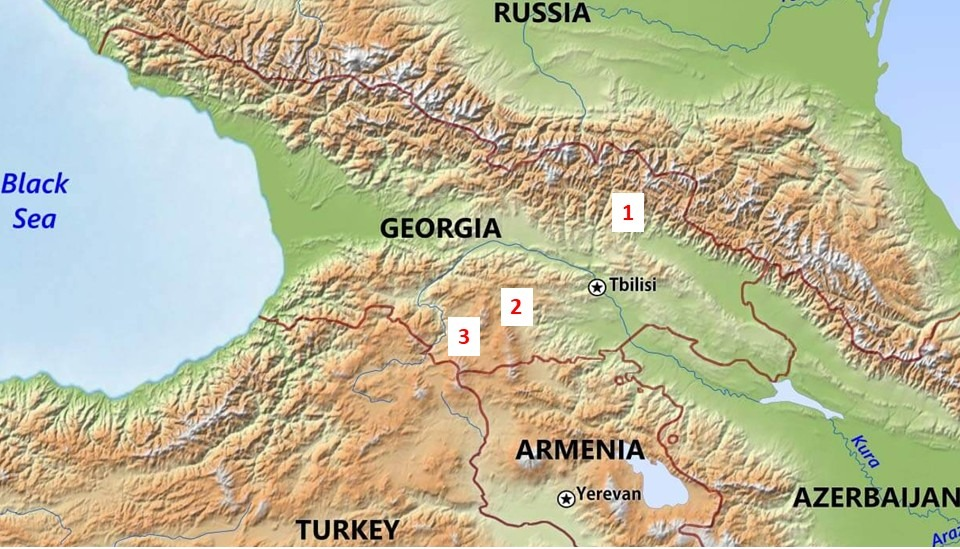 RUSSIA
Black
Sea
1
GEORGIA
Tbilisi
2
3
ARMENIA
Kura
Yerevan
AZERBAIJAN
TURKEY